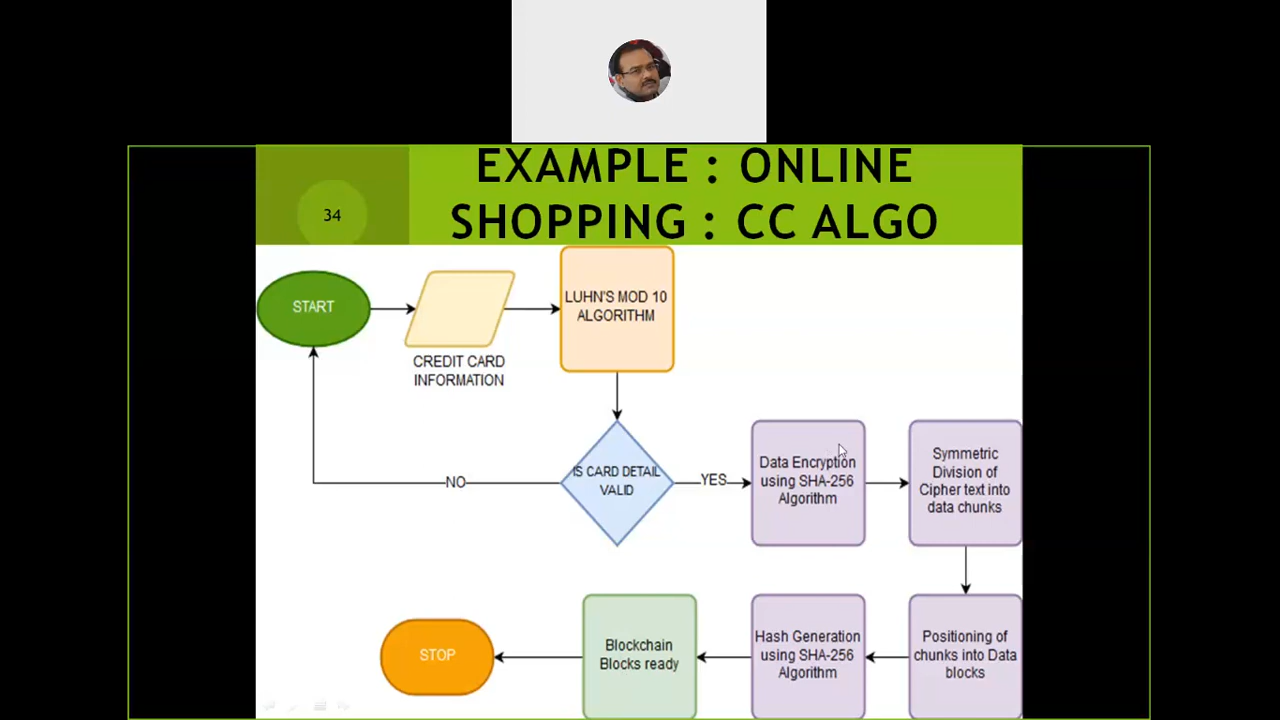 EXAMPLE : ONLINE
SHOPPING : CC ALGO
34
START
CREDIT CARD
INFORMATION
LUHN'S MOD 10
ALGORITHM
IS CARD DETAIL
VALID
NO
YES
Data Encryption
using SHA-256
Algorithm
Symmetric
Division of
Cipher text into
data chunks
Positioning of
chunks into Data
blocks
Hash Generation
using SHA-256
Algorithm
Blockchain
Blocks ready
STOP